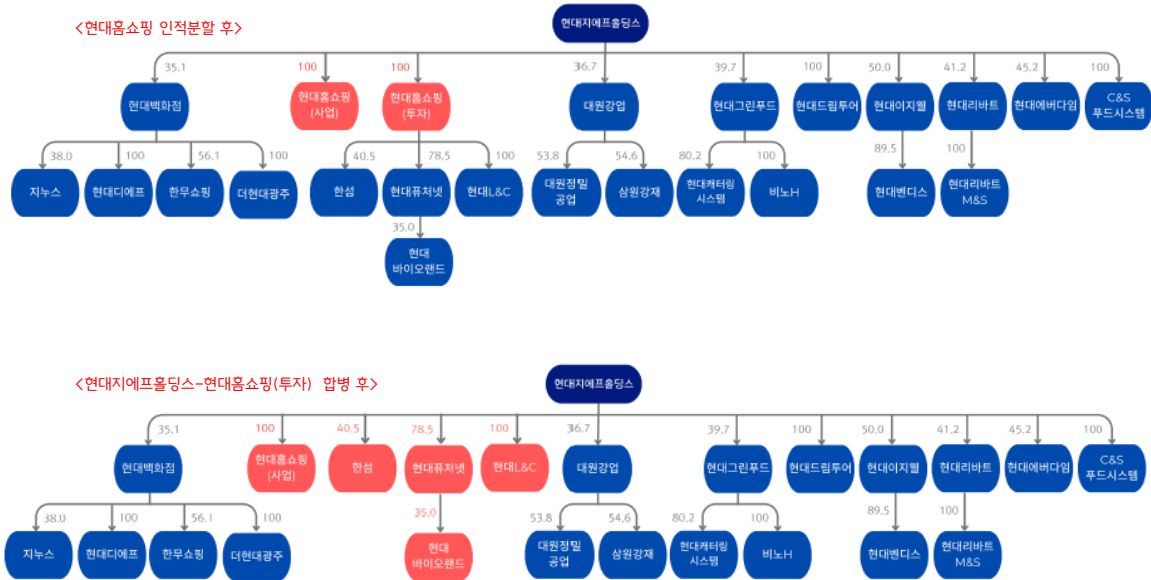 <현대홈쇼핑 인적분할 후>
현대지에프홀딩스
35.1
100
100
36.7
39.7
100
50.0
41.2
45.2
100
현대백화점
현대홈쇼핑
(사업)
현대홈쇼핑
(투자)
대원강업
현대그린푸드
현대드림투어
현대이지웰
현대리바트
현대에버다임
C&S
푸드시스템
38.0
100
56.1
100
40.5
78.5
100
53.8
54.6
80.2
100
89.5
100
지누스
현대디에프
한무쇼핑
더현대광주
한섬
현대퓨처넷
현대L&C
대원정밀
공업
삼원강재
현대캐터링
시스템
비노H
현대벤디스
현대리바트
M&S
35.0
현대
바이오랜드
<현대지에프홀딩스-현대홈쇼핑(투자) 합병 후>
현대지에프홀딩스
35.1
100
40.5
78.5
100
36.7
39.7
100
50.0
41.2
45.2
100
현대백화점
현대홈쇼핑
(사업)
한섬
현대퓨처넷
현대L&C
대원강업
현대그린푸드
현대드림투어
현대이지웰
현대리바트
현대에버다임
C&S
푸드시스템
38.0
100
56.1
100
35.0
53.8
54.6
80.2
100
89.5
100
지누스
현대디에프
한무쇼핑
더현대광주
현대
바이오랜드
대원정밀
공업
삼원강재
현대캐터링
시스템
비노H
현대벤디스
현대리바트
M&S